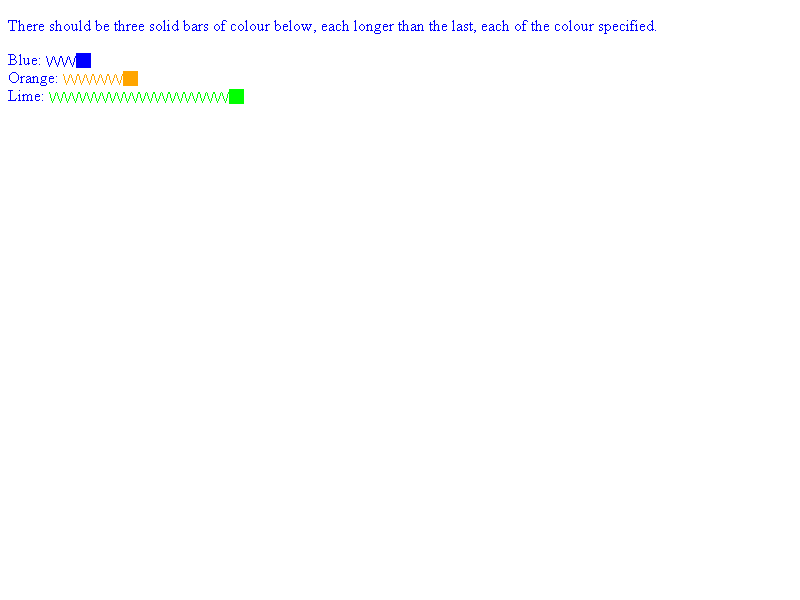 There should be three solid bars of colour below, each longer than the last, each of the colour specified.
Blue:
Orange:
Lime: